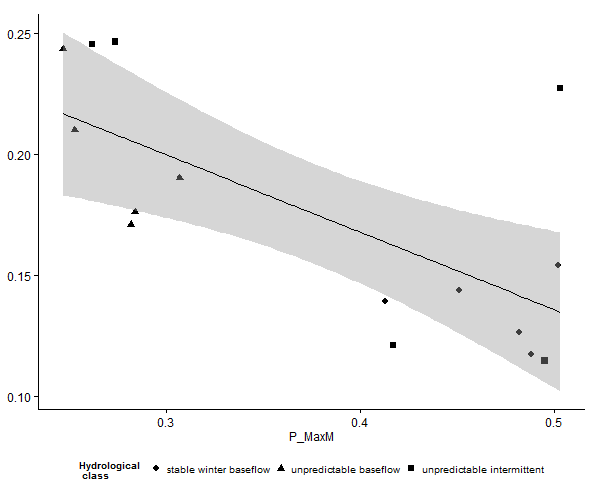 0.25
0.20
0.15
0.10
0.3 0.4 0.5
P_MaxM
Hydrological
class
stable winter baseflow unpredictable baseflow unpredictable intermittent